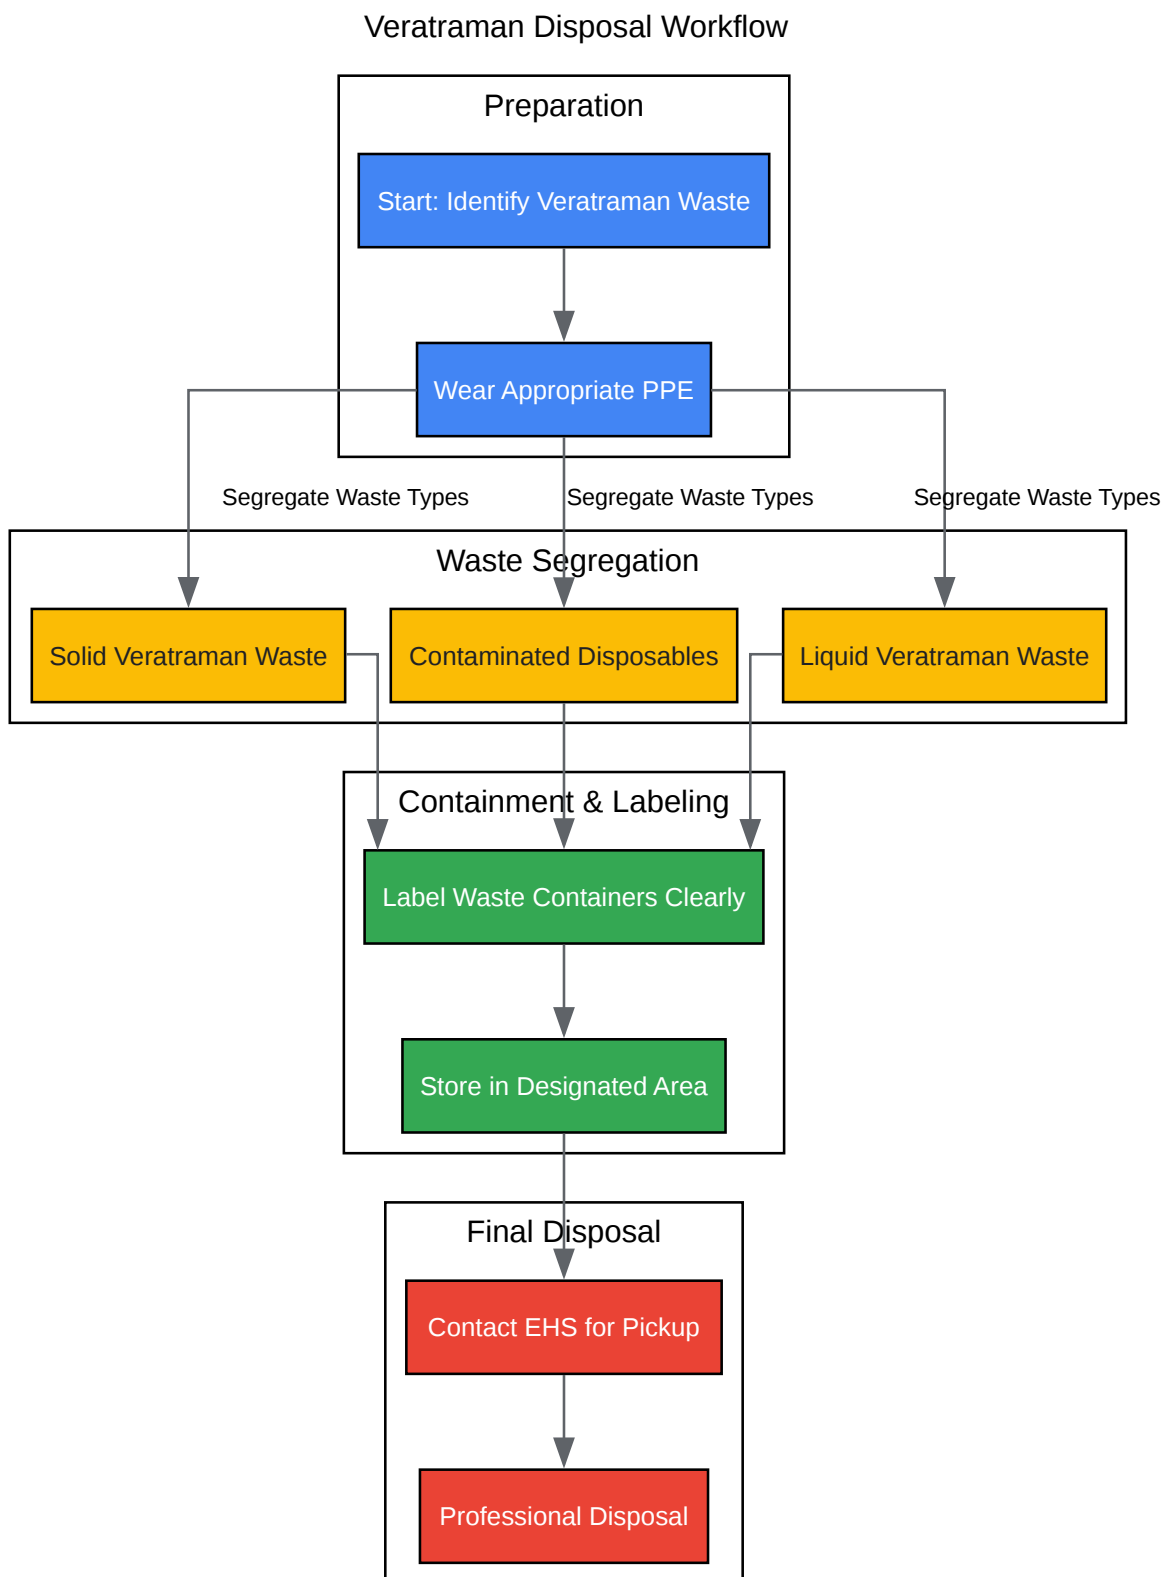 Veratraman Disposal Workflow
Preparation
Start: Identify Veratraman Waste
Wear Appropriate PPE
Segregate Waste Types
Segregate Waste Types
Segregate Waste Types
Waste Segregation
Solid Veratraman Waste
Contaminated Disposables
Liquid Veratraman Waste
Containment & Labeling
Label Waste Containers Clearly
Store in Designated Area
Final Disposal
Contact EHS for Pickup
Professional Disposal